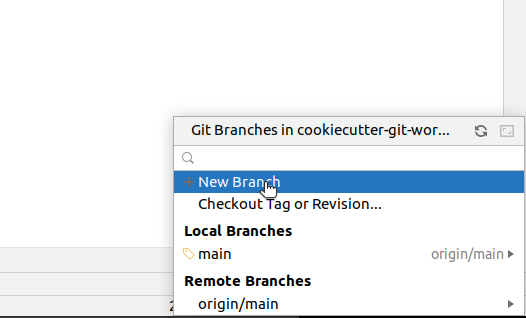 Git Branches in cookiecutter-git-wor...
+ New Branch
Checkout Tag or Revision...
Local Branches
main origin/main
Remote Branches
origin/main
2